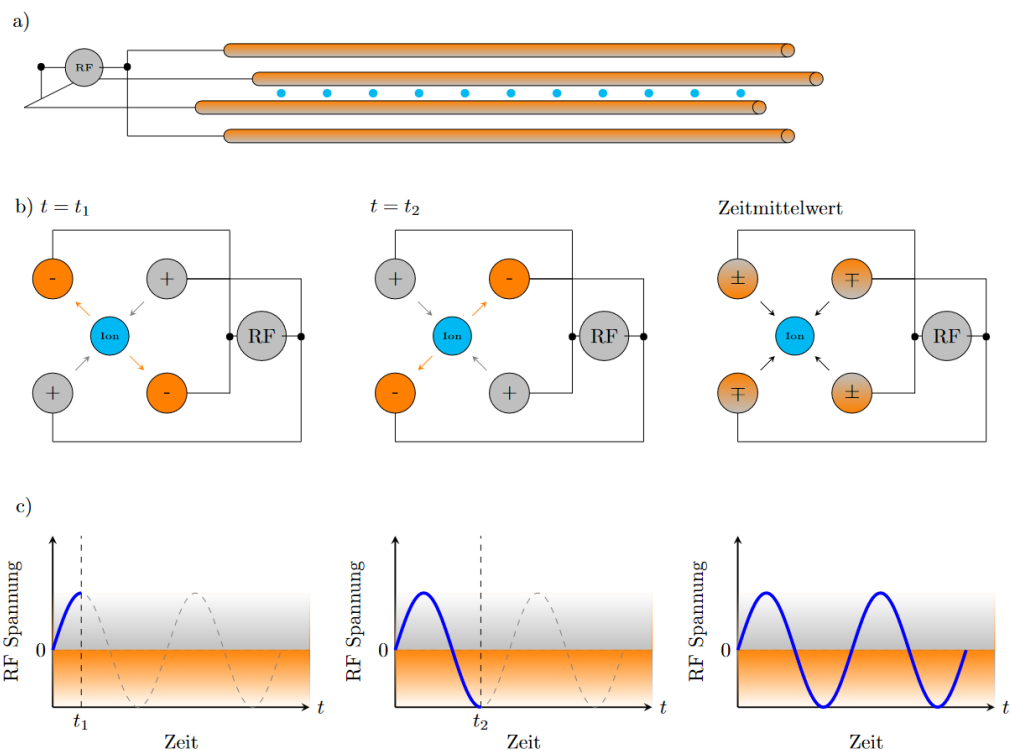 a)
RF
b) t = t₁
t = t₂
Zeitmittelwert
- +
Ion
RF
+ -
+ -
Ion
RF
- +
± ∓
Ion
RF
∓ ±
c)
RF Spannung
0
t₁
t
Zeit
RF Spannung
0
t₂
t
Zeit
RF Spannung
0
t
Zeit